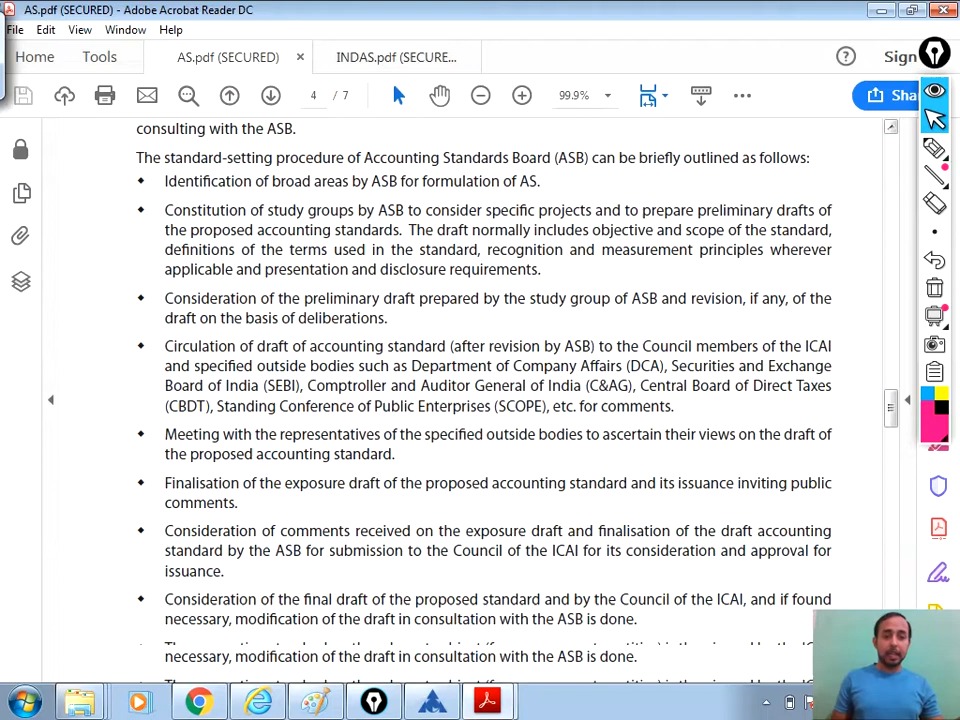 AS.pdf (SECURED) - Adobe Acrobat Reader DC
File Edit View Window Help
Home Tools AS.pdf (SECURED) × INDAS.pdf (SECURE... Sign
4 / 7 99.9% Sha
consulting with the ASB.
The standard-setting procedure of Accounting Standards Board (ASB) can be briefly outlined as follows:
Identification of broad areas by ASB for formulation of AS.
Constitution of study groups by ASB to consider specific projects and to prepare preliminary drafts of
the proposed accounting standards. The draft normally includes objective and scope of the standard,
definitions of the terms used in the standard, recognition and measurement principles wherever
applicable and presentation and disclosure requirements.
Consideration of the preliminary draft prepared by the study group of ASB and revision, if any, of the
draft on the basis of deliberations.
Circulation of draft of accounting standard (after revision by ASB) to the Council members of the ICAI
and specified outside bodies such as Department of Company Affairs (DCA), Securities and Exchange
Board of India (SEBI), Comptroller and Auditor General of India (C&AG), Central Board of Direct Taxes
(CBDT), Standing Conference of Public Enterprises (SCOPE), etc. for comments.
Meeting with the representatives of the specified outside bodies to ascertain their views on the draft of
the proposed accounting standard.
Finalisation of the exposure draft of the proposed accounting standard and its issuance inviting public
comments.
Consideration of comments received on the exposure draft and finalisation of the draft accounting
standard by the ASB for submission to the Council of the ICAI for its consideration and approval for
issuance.
Consideration of the final draft of the proposed standard and by the Council of the ICAI, and if found
necessary, modification of the draft in consultation with the ASB is done.
necessary, modification of the draft in consultation with the ASB is done.